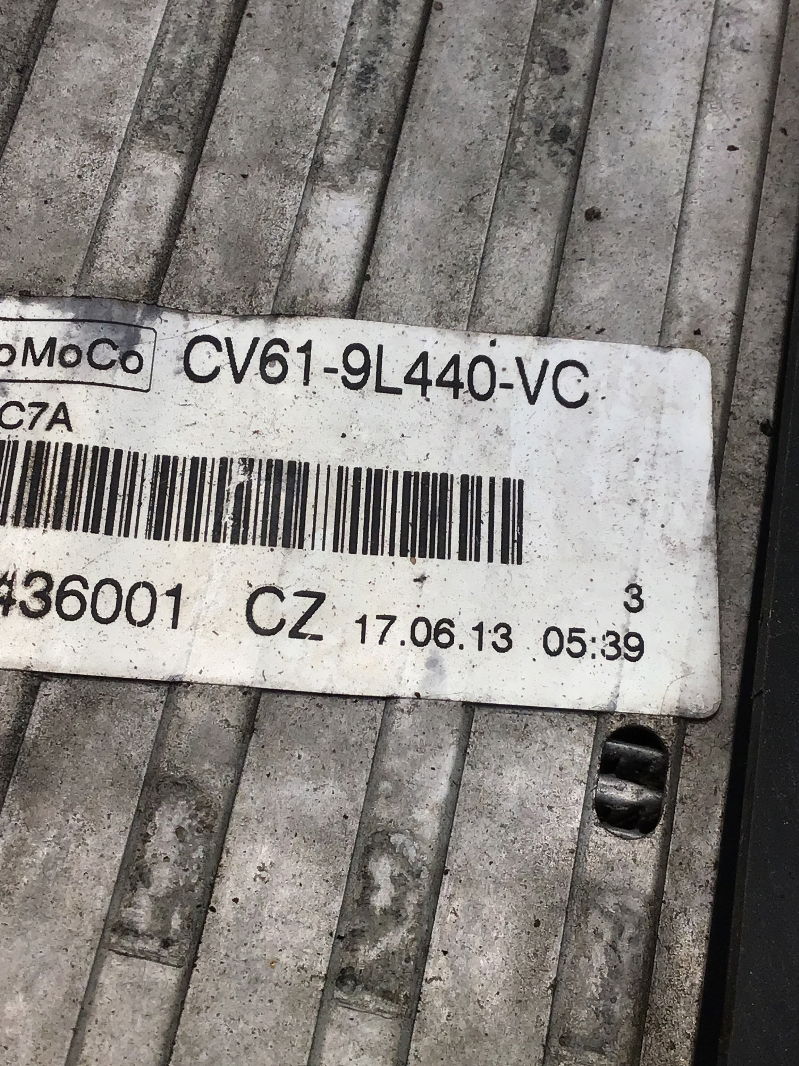 oMoCo CV61-9L440-VC
C7A
436001 CZ 17.06.13 05:39
3